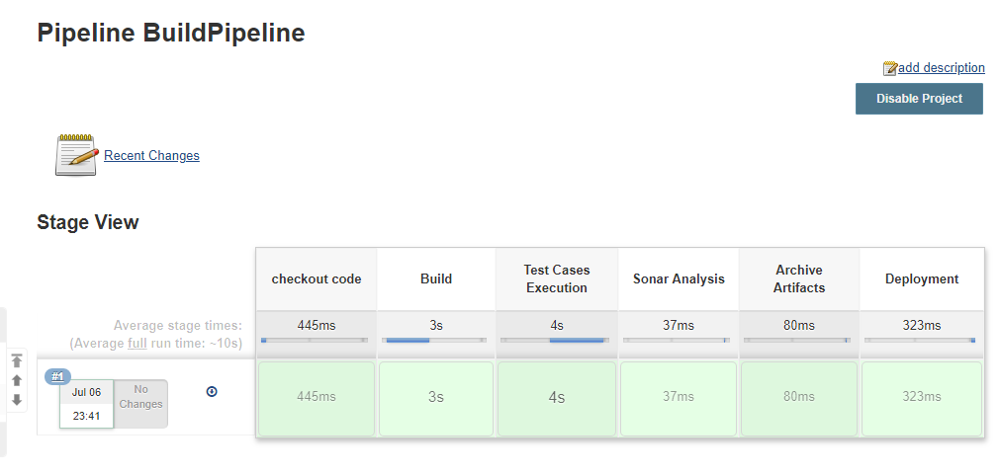 Pipeline BuildPipeline
add description
Disable Project
Recent Changes
Stage View
checkout code
Build
Test Cases
Execution
Sonar Analysis
Archive
Artifacts
Deployment
Average stage times:
(Average full run time: ~10s)
445ms
3s
4s
37ms
80ms
323ms
#1
Jul 06
23:41
No
Changes
445ms
3s
4s
37ms
80ms
323ms